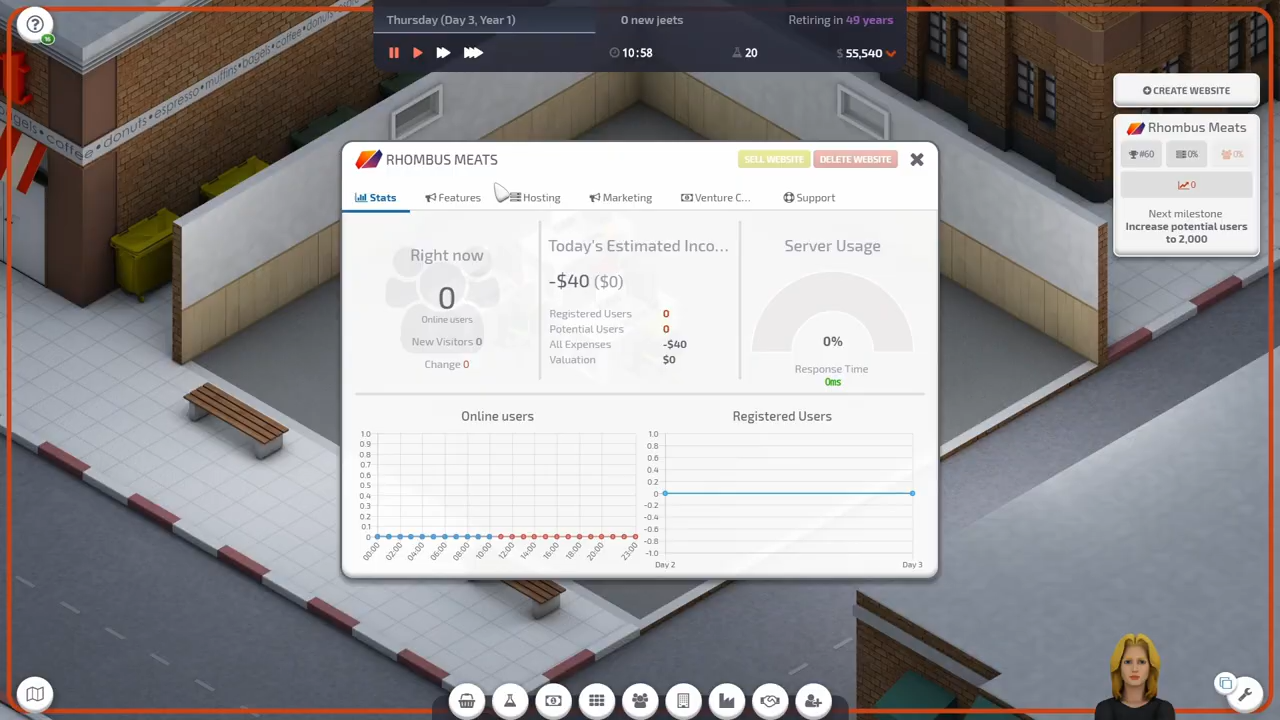 Thursday (Day 3, Year 1)
0 new jeets
Retiring in 49 years
10:58
20
$ 55,540
espresso • muffins • bagels • coffee
bagels • coffee • donuts • espresso • muffins • bagels • coffee • donuts
CREATE WEBSITE
Rhombus Meats
#60
0%
0%
0
Next milestone
Increase potential users
to 2,000
RHOMBUS MEATS
SELL WEBSITE
DELETE WEBSITE
Stats
Features
Hosting
Marketing
Venture C...
Support
Right now
0
Online users
New Visitors 0
Change 0
Today's Estimated Inco...
-$40 ($0)
Registered Users 0
Potential Users 0
All Expenses -$40
Valuation $0
Server Usage
0%
Response Time
0ms
Online users
1.0
0.9
0.8
0.7
0.6
0.5
0.4
0.3
0.2
0.1
0
00:00 02:00 04:00 06:00 08:00 10:00 12:00 14:00 16:00 18:00 20:00 23:00
Registered Users
1.0
0.8
0.6
0.4
0.2
0
-0.2
-0.4
-0.6
-0.8
-1.0
Day 2
Day 3
16